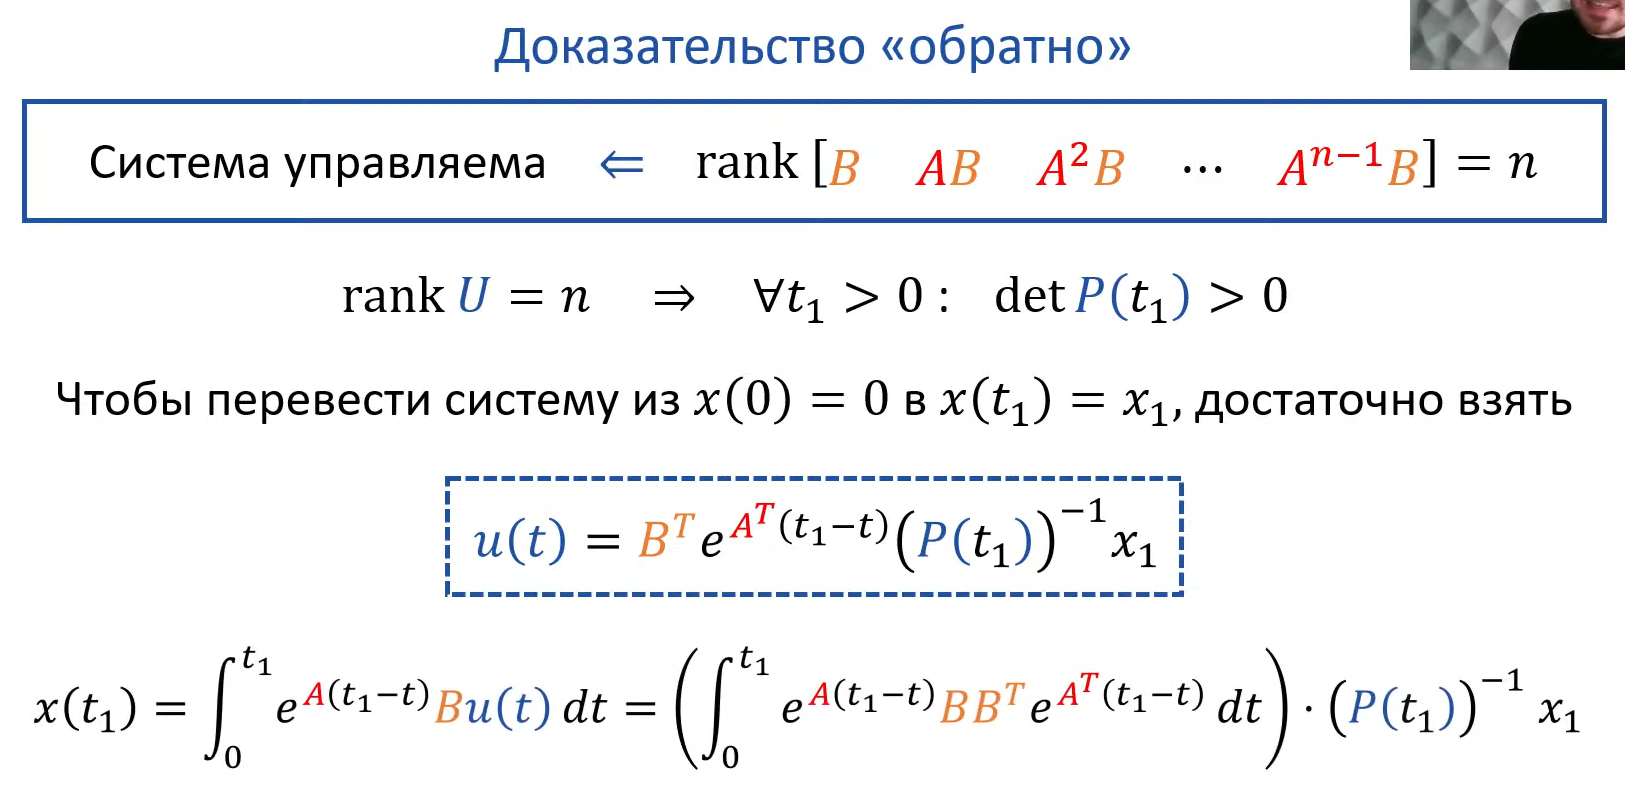 Доказательство «обратно»
Система управляема ⇐ rank [B AB A²B ⋯ Aⁿ⁻¹B] = n
rank U = n ⇒ ∀t₁ > 0 : det P(t₁) > 0
Чтобы перевести систему из x(0) = 0 в x(t₁) = x₁, достаточно взять
u(t) = Bᵀe^{Aᵀ(t₁−t)}(P(t₁))⁻¹x₁
x(t₁) = ∫₀^{t₁} e^{A(t₁−t)}Bu(t) dt = (∫₀^{t₁} e^{A(t₁−t)}BBᵀe^{Aᵀ(t₁−t)} dt) · (P(t₁))⁻¹ x₁